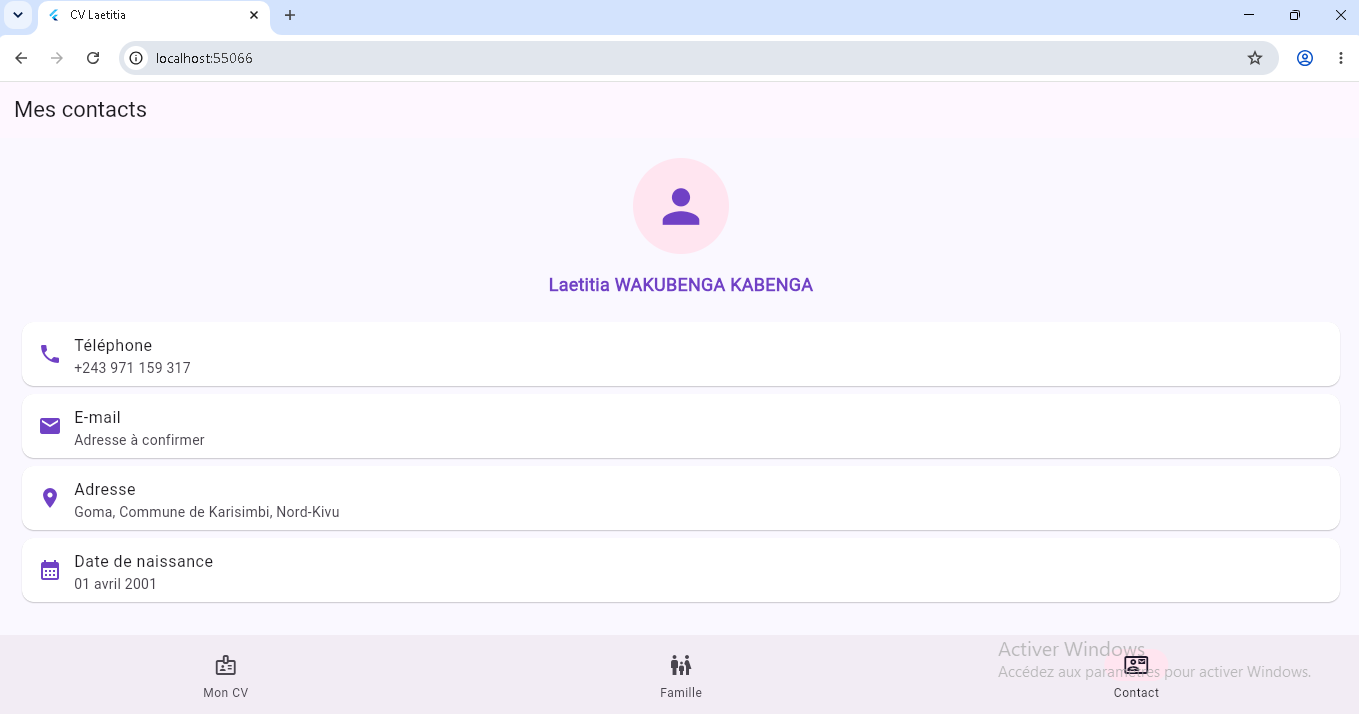 CV Laetitia
localhost:55066
Mes contacts
Laetitia WAKUBENGA KABENGA
Téléphone
+243 971 159 317
E-mail
Adresse à confirmer
Adresse
Goma, Commune de Karisimbi, Nord-Kivu
Date de naissance
01 avril 2001
Activer Windows
Accédez aux paramètres pour activer Windows.
Mon CV
Famille
Contact